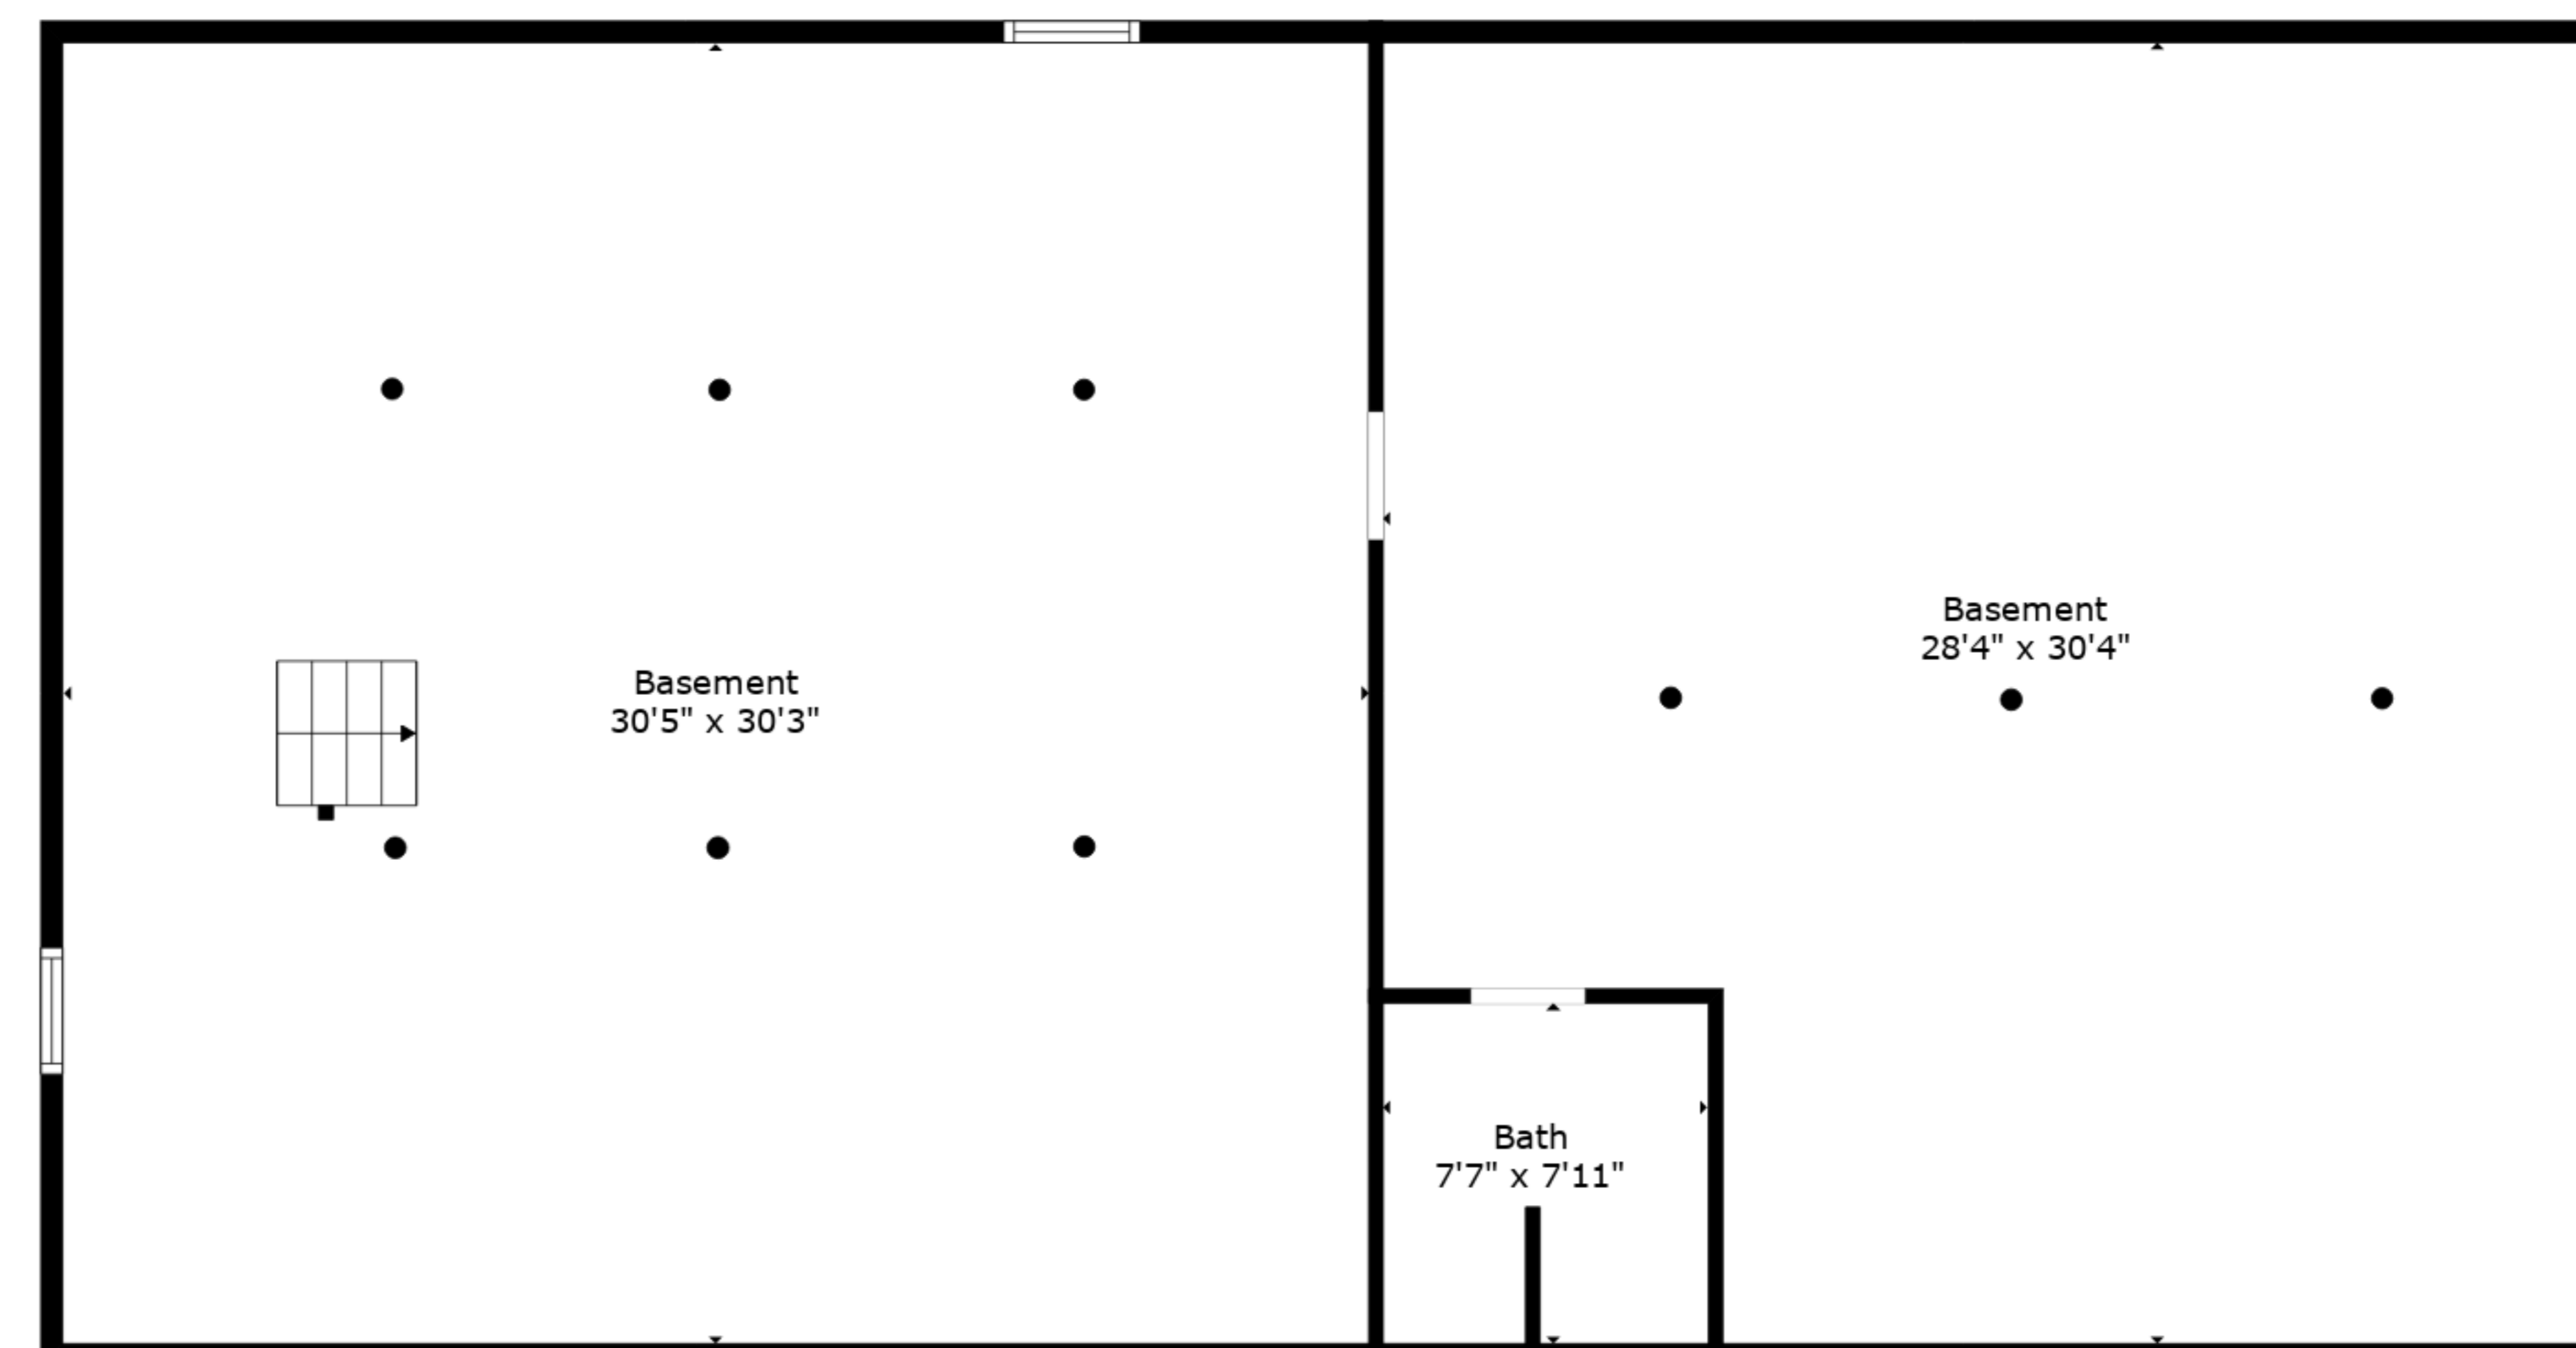 Basement
28'4" x 30'4"
Basement
30'5" x 30'3"
Bath
7'7" x 7'11"